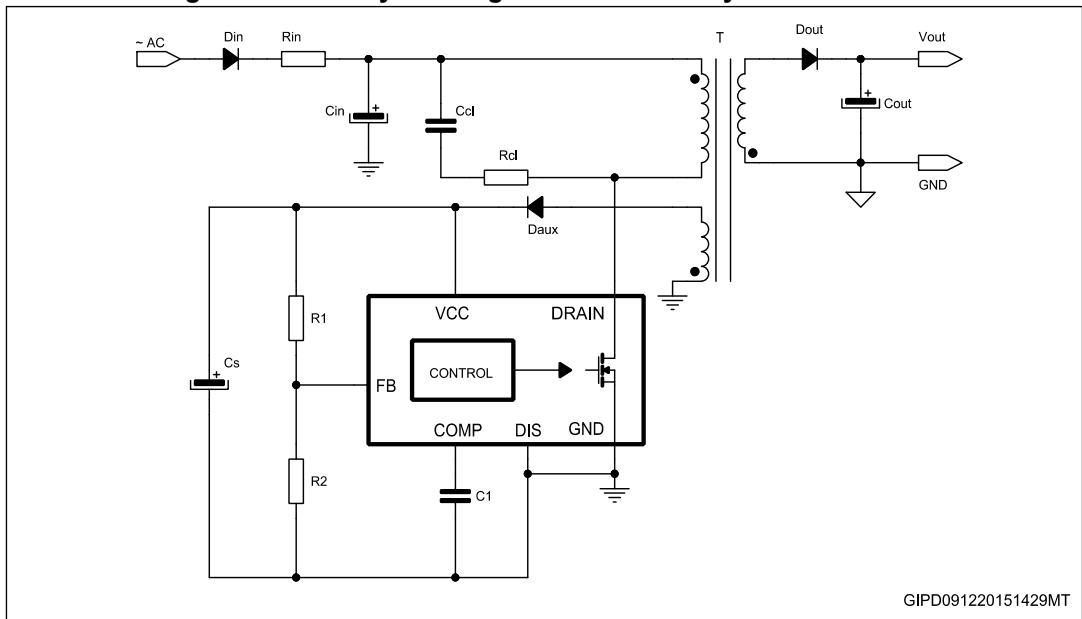 ~ AC
Din
Rin
T
Dout
Vout
Cin
+
Ccl
+
Cout
Rcl
GND
Daux
R1
VCC
DRAIN
Cs
+
CONTROL
FB
COMP
DIS
GND
R2
C1
GIPD091220151429MT